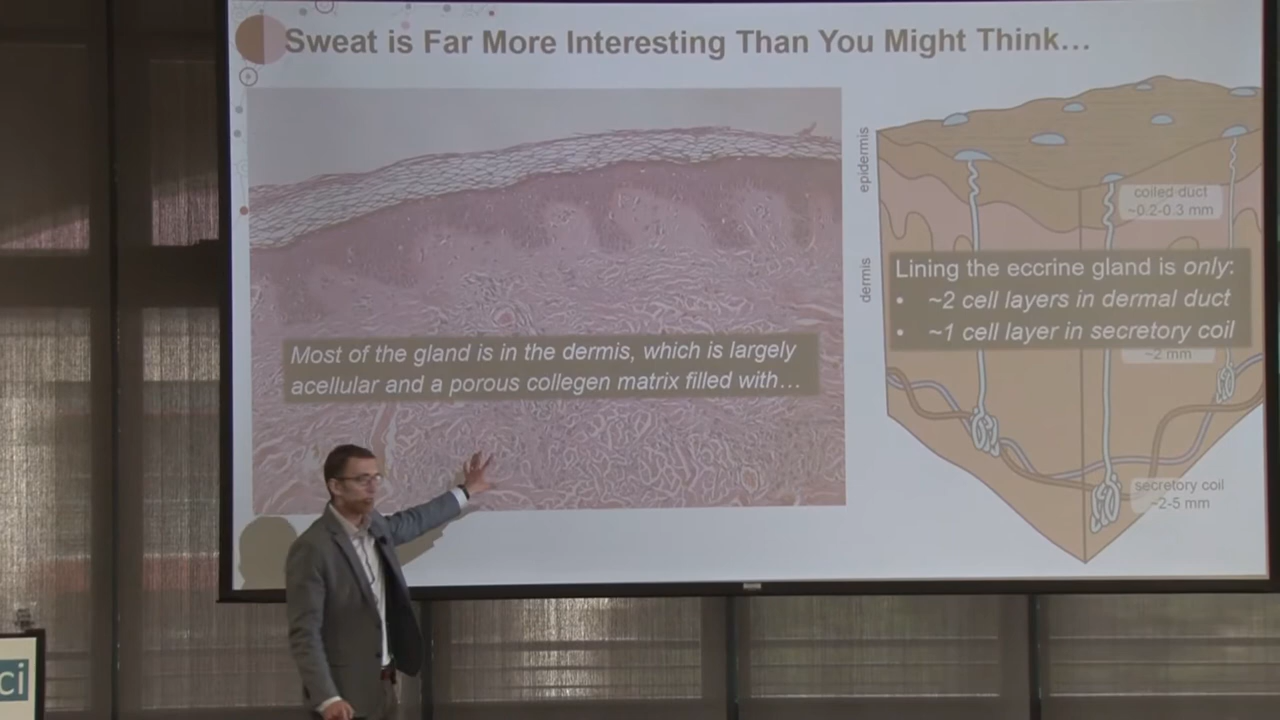 Sweat is Far More Interesting Than You Might Think…
epidermis
dermis
coiled duct
~0.2-0.3 mm
Lining the eccrine gland is only:
• ~2 cell layers in dermal duct
• ~1 cell layer in secretory coil
~2 mm
Most of the gland is in the dermis, which is largely
acellular and a porous collegen matrix filled with…
secretory coil
~2-5 mm
ci